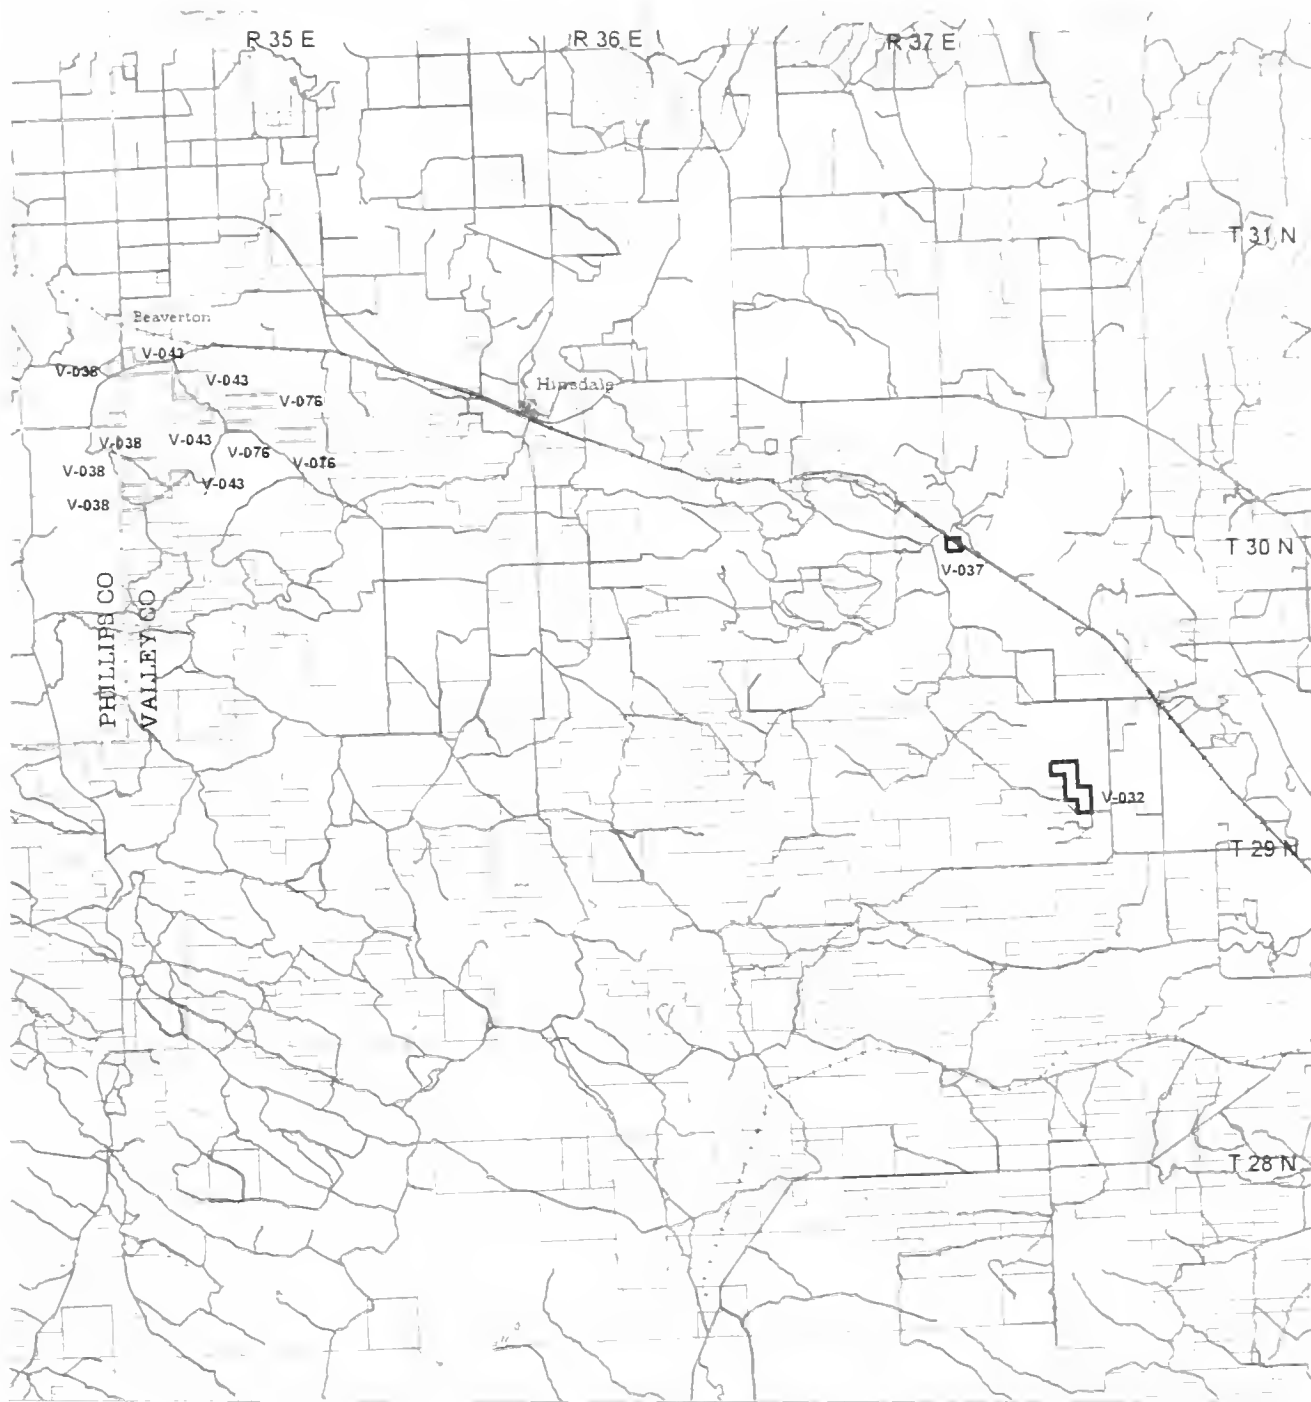 R 35 E
R 36 E
R 37 E
T 31 N
Beaverton
V-043
V-038
V-043
Hinsdale
V-076
V-038
V-043
V-076
V-076
V-038
V-043
V-038
T 30 N
V-037
PHILLIPS CO
VALLEY CO
V-032
T 29 N
T 28 N